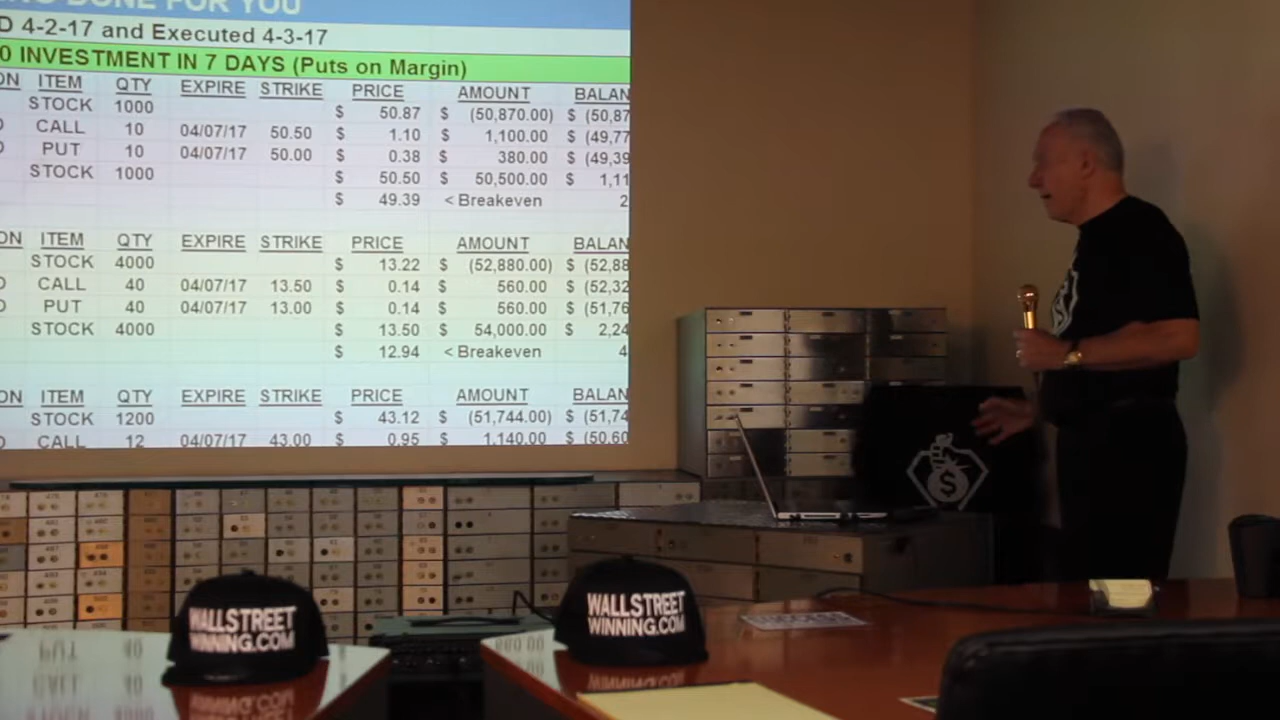 NG DONE FOR YOU
D 4-2-17 and Executed 4-3-17
0 INVESTMENT IN 7 DAYS (Puts on Margin)
ON ITEM QTY EXPIRE STRIKE PRICE AMOUNT BALAN
STOCK 1000 $ 50.87 $ (50,870.00) $ (50,87
D CALL 10 04/07/17 50.50 $ 1.10 $ 1,100.00 $ (49,77
D PUT 10 04/07/17 50.00 $ 0.38 $ 380.00 $ (49,39
STOCK 1000 $ 50.50 $ 50,500.00 $ 1,11
$ 49.39 < Breakeven 2
ON ITEM QTY EXPIRE STRIKE PRICE AMOUNT BALAN
STOCK 4000 $ 13.22 $ (52,880.00) $ (52,88
D CALL 40 04/07/17 13.50 $ 0.14 $ 560.00 $ (52,32
D PUT 40 04/07/17 13.00 $ 0.14 $ 560.00 $ (51,76
STOCK 4000 $ 13.50 $ 54,000.00 $ 2,24
$ 12.94 < Breakeven 4
ON ITEM QTY EXPIRE STRIKE PRICE AMOUNT BALAN
STOCK 1200 $ 43.12 $ (51,744.00) $ (51,74
CALL 12 04/07/17 43.00 $ 0.95 $ 1,140.00 $ (50,60
$
WALLSTREET
WINNING.COM
WALLSTREET
WINNING.COM